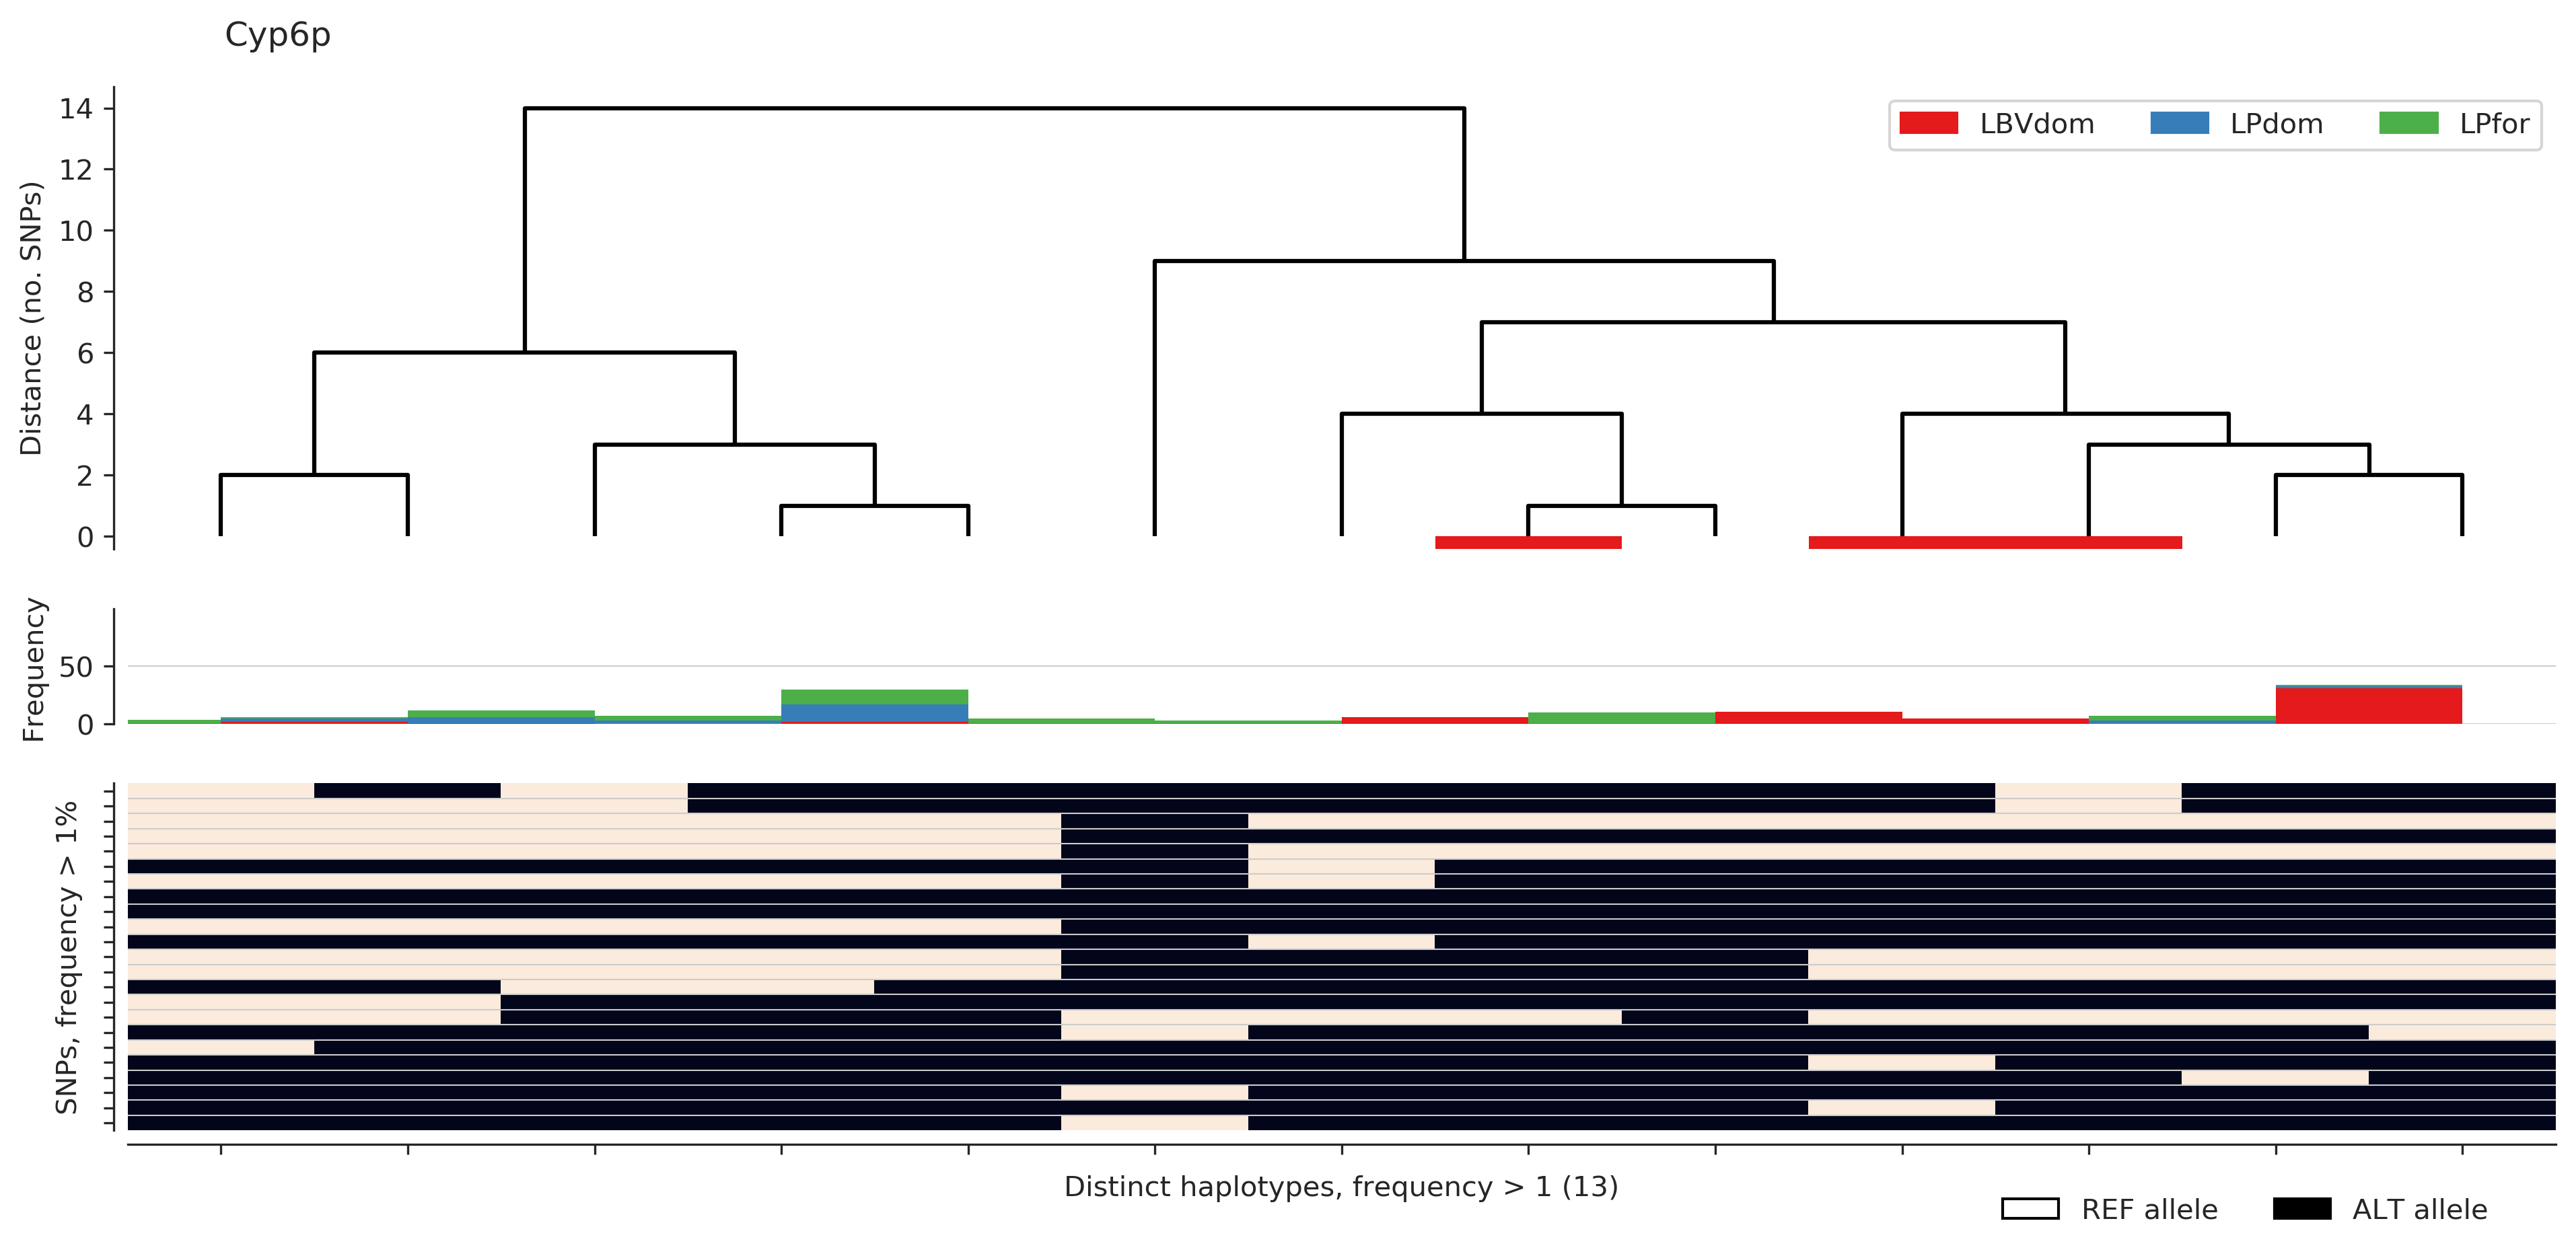 Cyp6p
14
12
10
8
6
4
2
0
Distance (no. SNPs)
LBVdom LPdom LPfor
50
0
Frequency
SNPs, frequency > 1%
Distinct haplotypes, frequency > 1 (13)
REF allele ALT allele